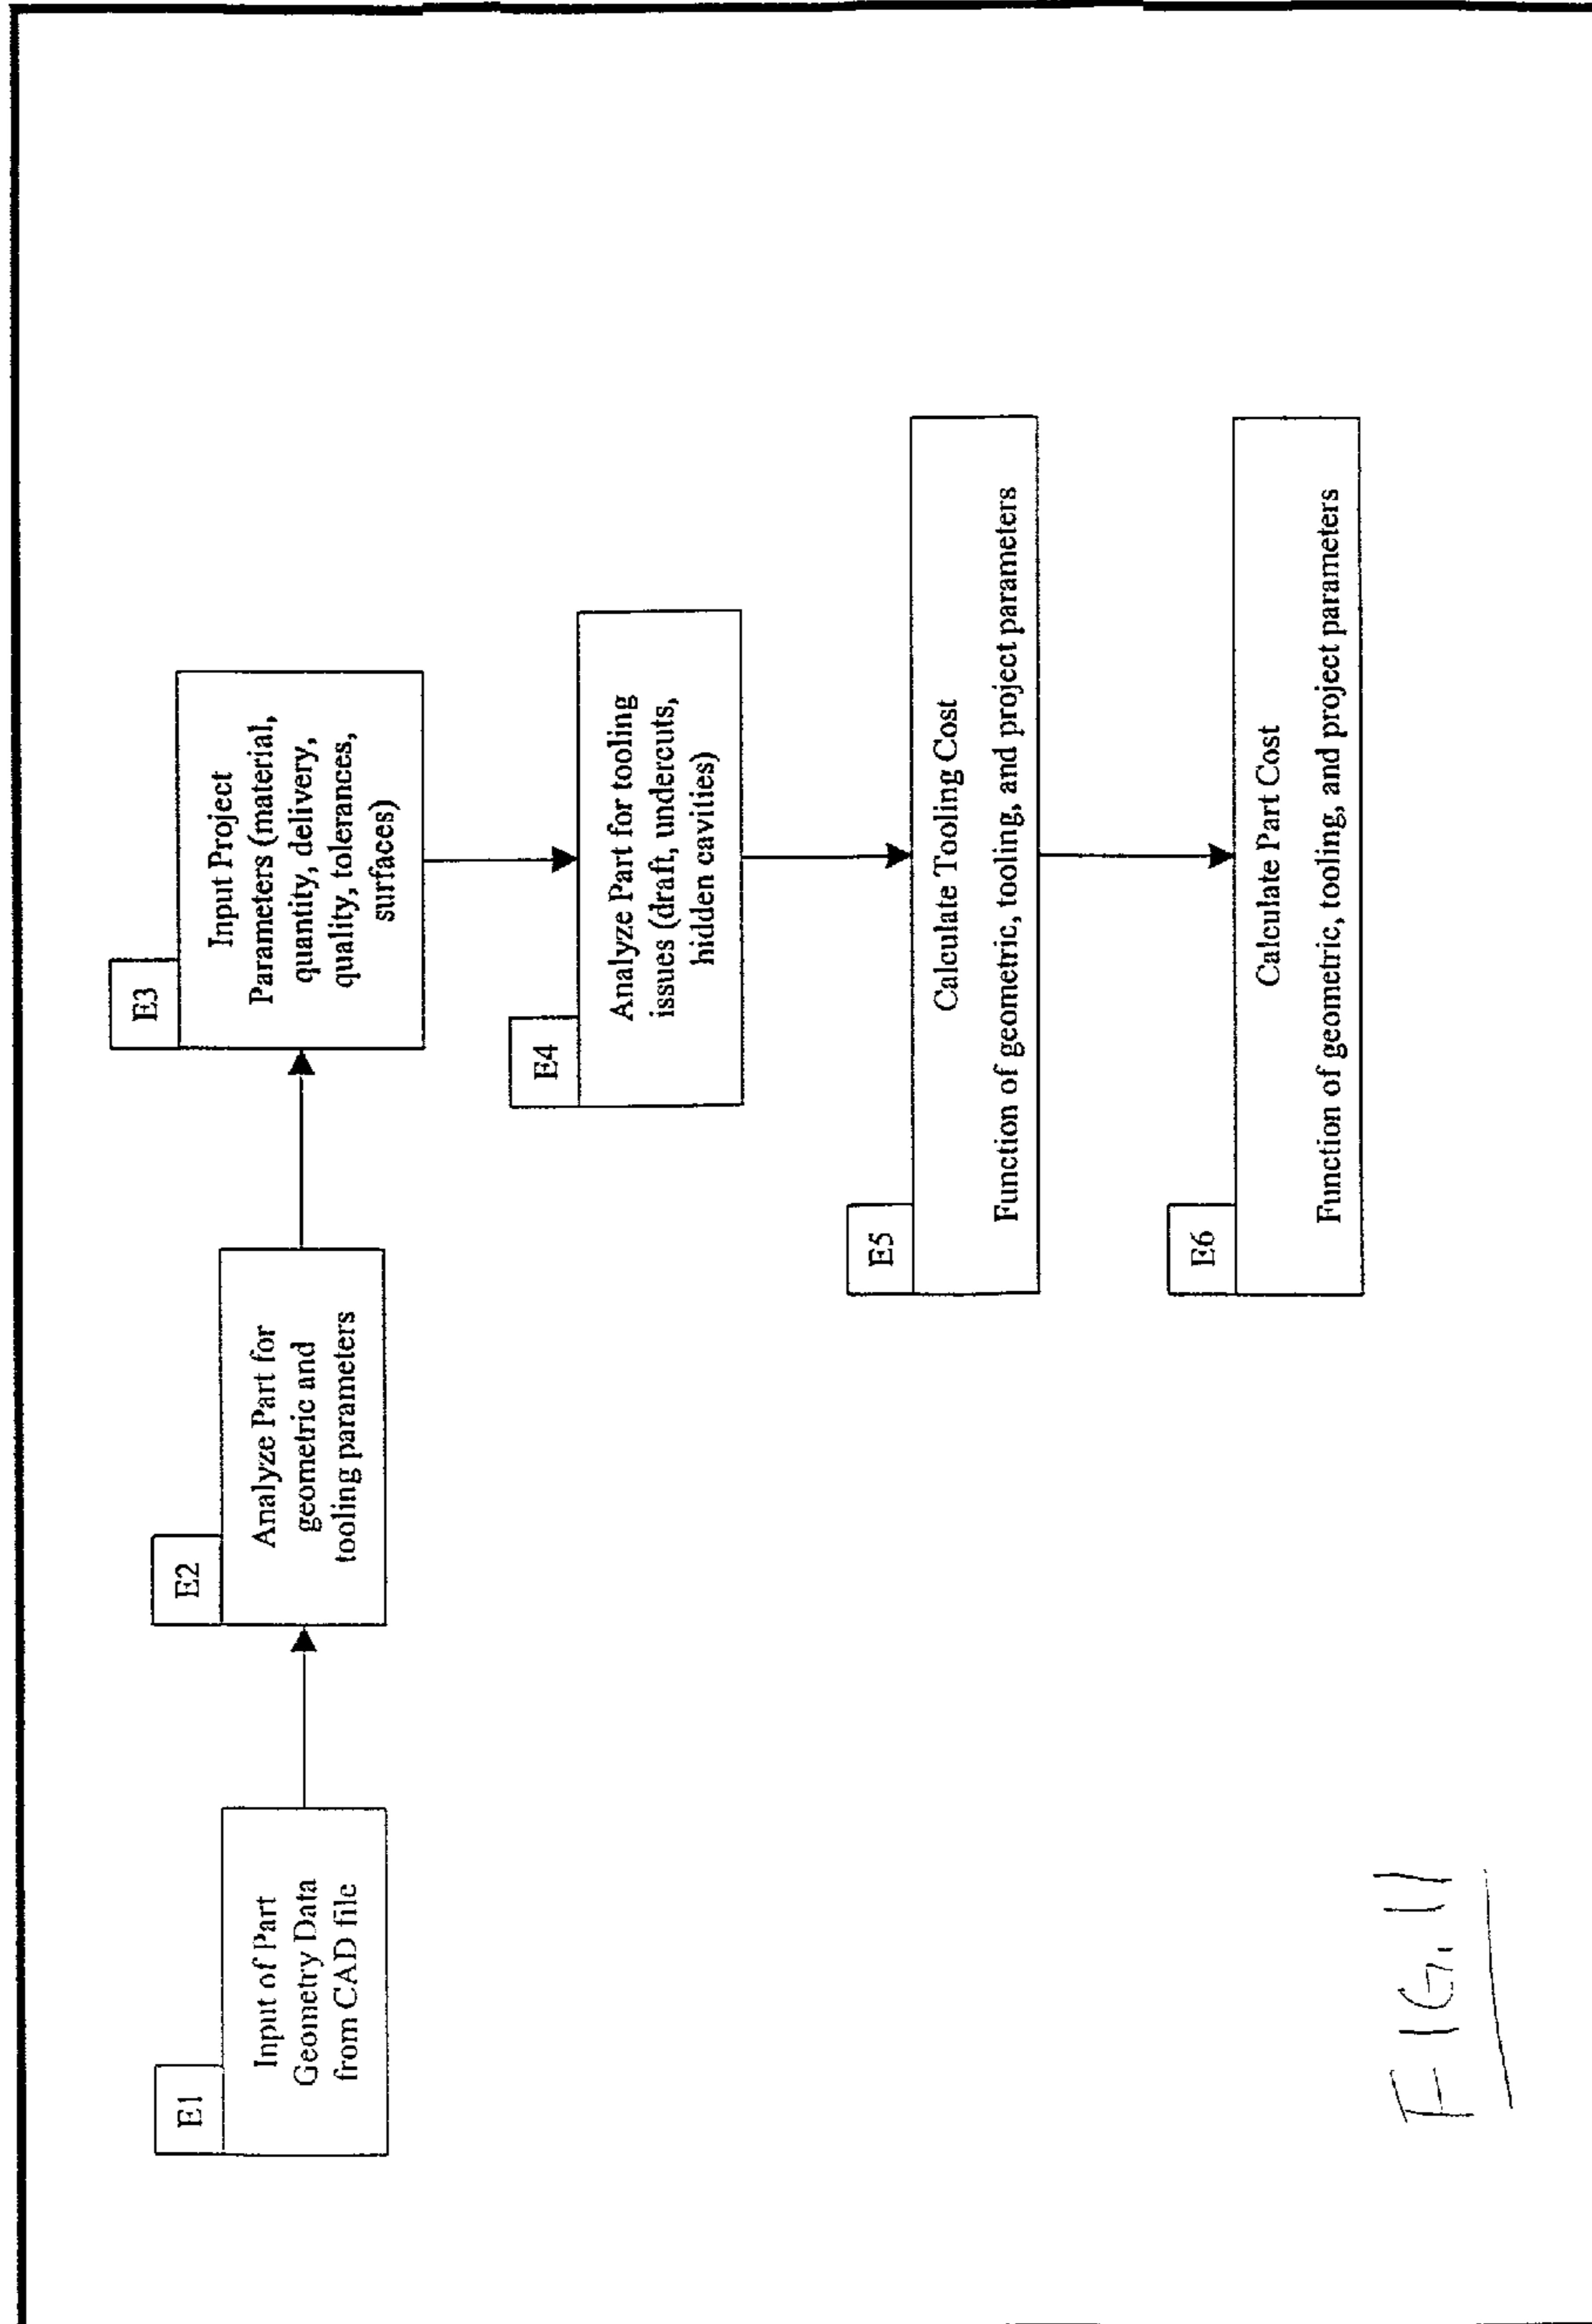 E1
Input of Part
Geometry Data
from CAD file
E2
Analyze Part for
geometric and
tooling parameters
E3
Input Project
Parameters (material,
quantity, delivery,
quality, tolerances,
surfaces)
E4
Analyze Part for tooling
issues (draft, undercuts,
hidden cavities)
E5
Calculate Tooling Cost
Function of geometric, tooling, and project parameters
E6
Calculate Part Cost
Function of geometric, tooling, and project parameters
FIG. 11